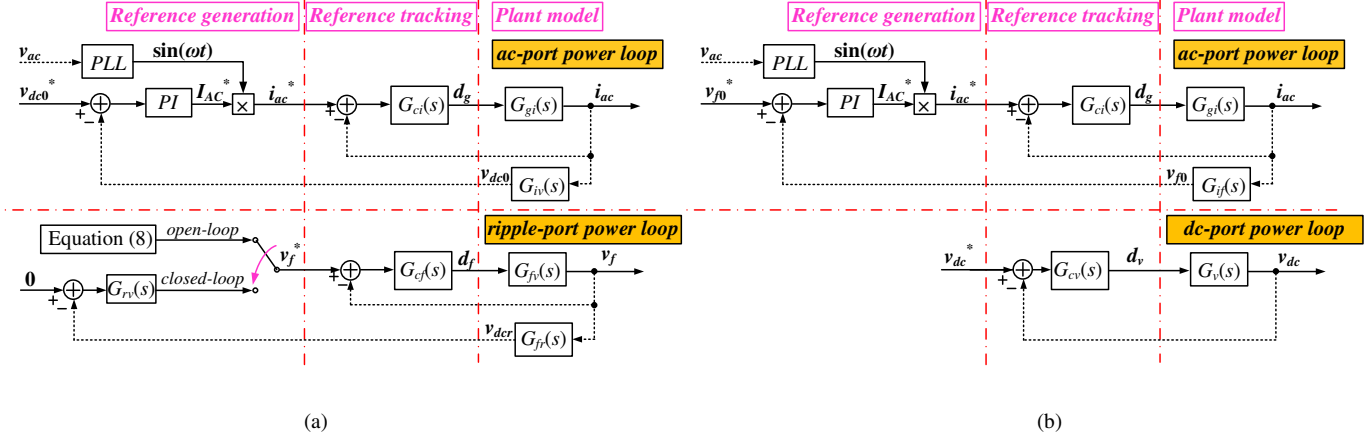 Reference generation Reference tracking Plant model
v_ac PLL sin(ωt) ac-port power loop
v_dc0* + − PI I_AC* × i_ac* + − G_ci(s) d_g G_gi(s) i_ac
v_dc0 G_iv(s)
ripple-port power loop
Equation (8) open-loop v_f* + − G_cf(s) d_f G_fv(s) v_f
0 + − G_rv(s) closed-loop
v_dcr G_fr(s)
(a)
Reference generation Reference tracking Plant model
v_ac PLL sin(ωt) ac-port power loop
v_f0* + − PI I_AC* × i_ac* + − G_ci(s) d_g G_gi(s) i_ac
v_f0 G_if(s)
dc-port power loop
v_dc* + − G_cv(s) d_v G_v(s) v_dc
(b)